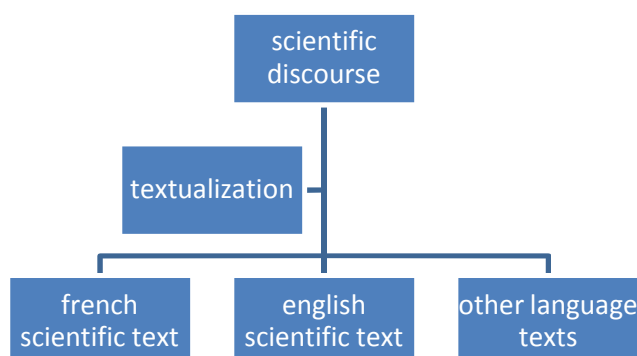 scientific
discourse
textualization
french
scientific text
english
scientific text
other language
texts